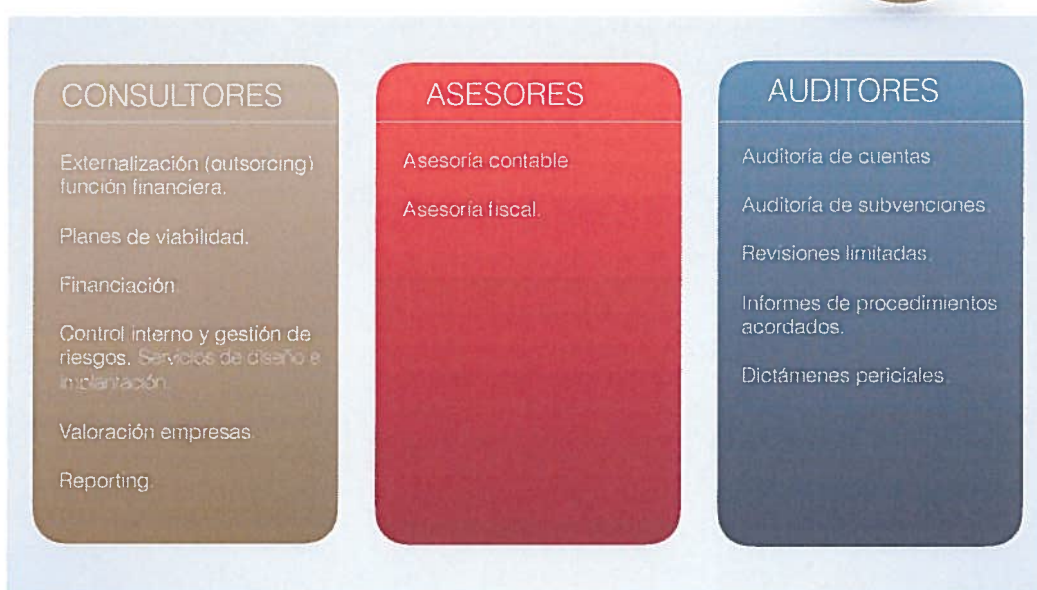 CONSULTORES
Externalización (outsorcing)
función financiera.
Planes de viabilidad.
Financiación.
Control interno y gestión de
riesgos. Servicios de diseño e
implantación.
Valoración empresas.
Reporting.
ASESORES
Asesoría contable
Asesoría fiscal.
AUDITORES
Auditoría de cuentas
Auditoría de subvenciones.
Revisiones limitadas.
Informes de procedimientos
acordados.
Dictámenes periciales.